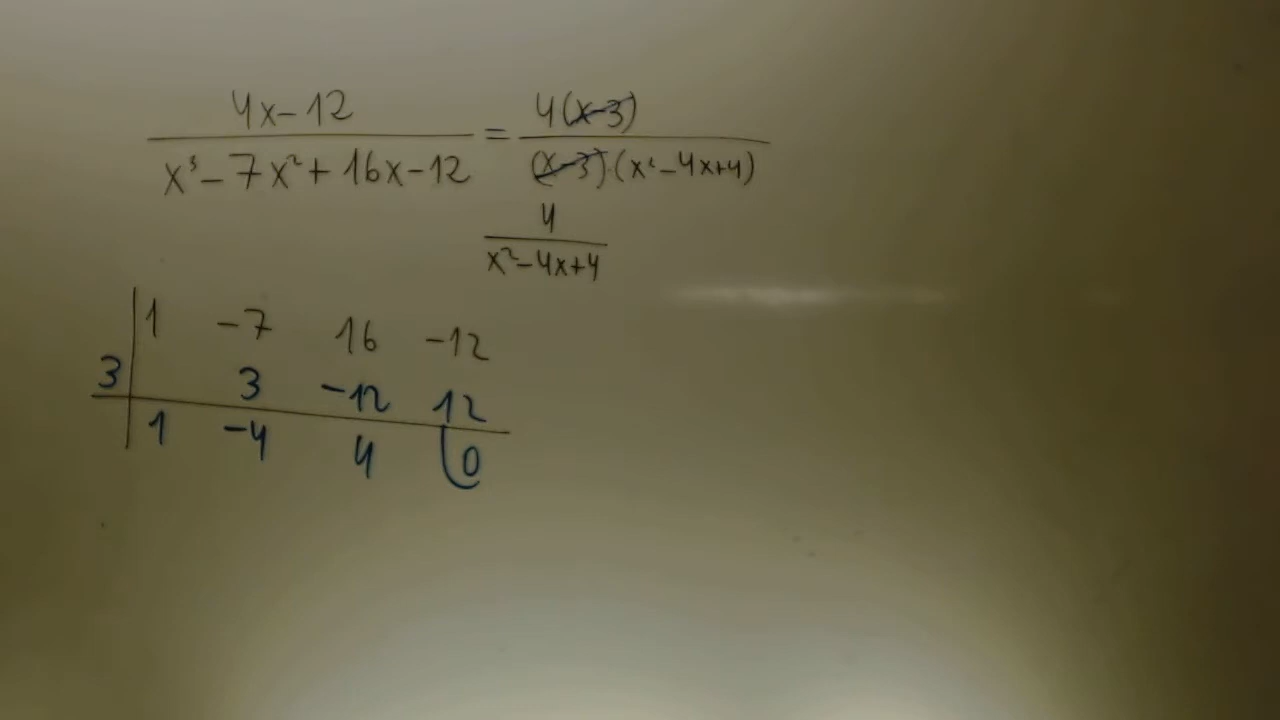 4x-12 / x³-7x²+16x-12 = 4(x-3) / (x-3)·(x²-4x+4)
4 / x²-4x+4
1 -7 16 -12
3 3 -12 12
1 -4 4 0